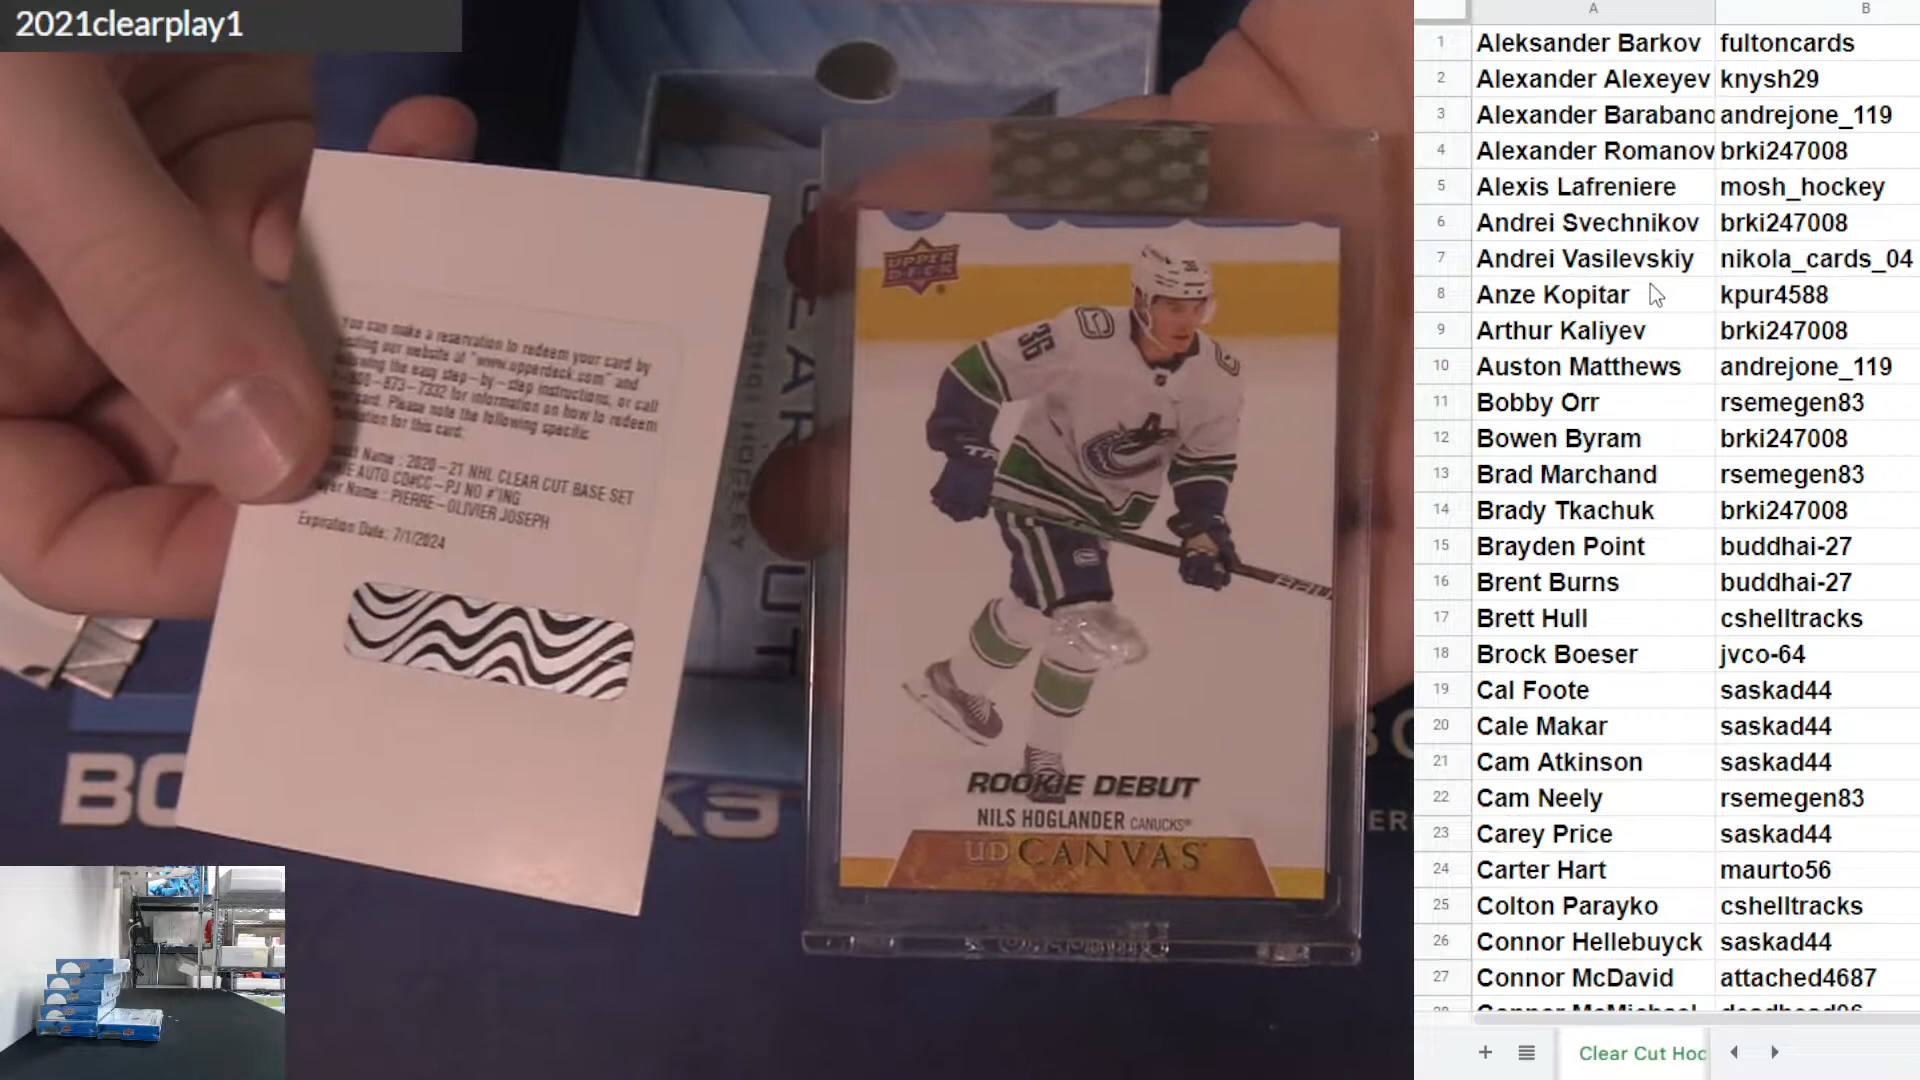 2021clearplay1
You can make a reservation to redeem your card by
our website at "www.upperdeck.com" and
the easy step-by-step instructions, or call
-800-873-7332 for information on how to redeem
card. Please note the following specific
for this card:
Name : 2020-21 NHL CLEAR CUT BASE SET
AUTO CD#CC-PJ NO #'ING
Name : PIERRE-OLIVIER JOSEPH
Expiration Date: 7/1/2024
UPPER
DECK
36
ROOKIE DEBUT
NILS HOGLANDER CANUCKS
UD CANVAS
A B
1 Aleksander Barkov fultoncards
2 Alexander Alexeyev knysh29
3 Alexander Barabano andrejone_119
4 Alexander Romanov brki247008
5 Alexis Lafreniere mosh_hockey
6 Andrei Svechnikov brki247008
7 Andrei Vasilevskiy nikola_cards_04
8 Anze Kopitar kpur4588
9 Arthur Kaliyev brki247008
10 Auston Matthews andrejone_119
11 Bobby Orr rsemegen83
12 Bowen Byram brki247008
13 Brad Marchand rsemegen83
14 Brady Tkachuk brki247008
15 Brayden Point buddhai-27
16 Brent Burns buddhai-27
17 Brett Hull cshelltracks
18 Brock Boeser jvco-64
19 Cal Foote saskad44
20 Cale Makar saskad44
21 Cam Atkinson saskad44
22 Cam Neely rsemegen83
23 Carey Price saskad44
24 Carter Hart maurto56
25 Colton Parayko cshelltracks
26 Connor Hellebuyck saskad44
27 Connor McDavid attached4687
Clear Cut Hoc